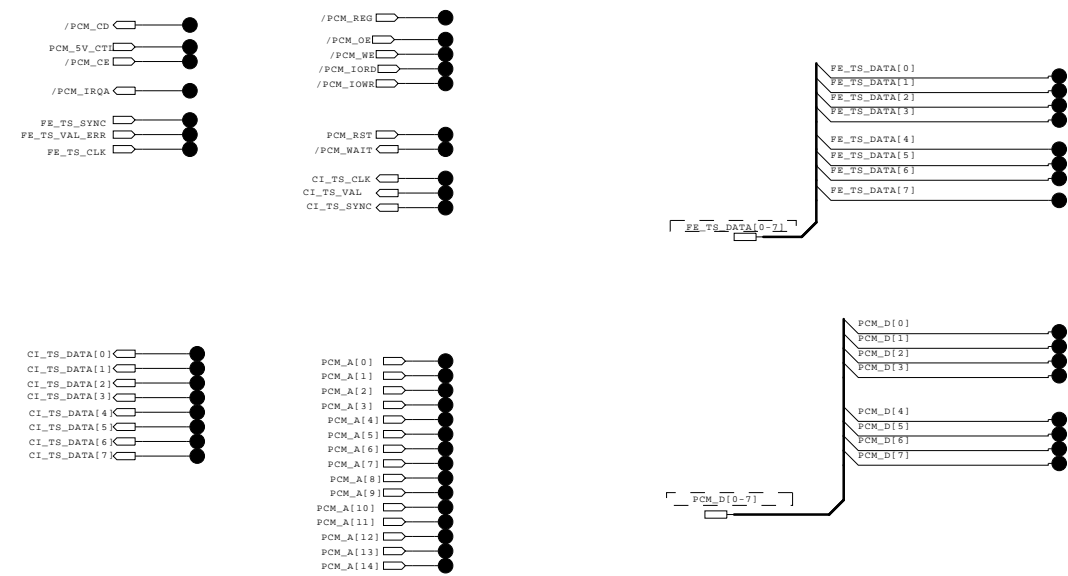 /PCM_CD
PCM_5V_CTL
/PCM_CE
/PCM_IRQA
FE_TS_SYNC
FE_TS_VAL_ERR
FE_TS_CLK
/PCM_REG
/PCM_OE
/PCM_WE
/PCM_IORD
/PCM_IOWR
PCM_RST
/PCM_WAIT
CI_TS_CLK
CI_TS_VAL
CI_TS_SYNC
FE_TS_DATA[0]
FE_TS_DATA[1]
FE_TS_DATA[2]
FE_TS_DATA[3]
FE_TS_DATA[4]
FE_TS_DATA[5]
FE_TS_DATA[6]
FE_TS_DATA[7]
FE_TS_DATA[0-7]
CI_TS_DATA[0]
CI_TS_DATA[1]
CI_TS_DATA[2]
CI_TS_DATA[3]
CI_TS_DATA[4]
CI_TS_DATA[5]
CI_TS_DATA[6]
CI_TS_DATA[7]
PCM_A[0]
PCM_A[1]
PCM_A[2]
PCM_A[3]
PCM_A[4]
PCM_A[5]
PCM_A[6]
PCM_A[7]
PCM_A[8]
PCM_A[9]
PCM_A[10]
PCM_A[11]
PCM_A[12]
PCM_A[13]
PCM_A[14]
PCM_D[0]
PCM_D[1]
PCM_D[2]
PCM_D[3]
PCM_D[4]
PCM_D[5]
PCM_D[6]
PCM_D[7]
PCM_D[0-7]